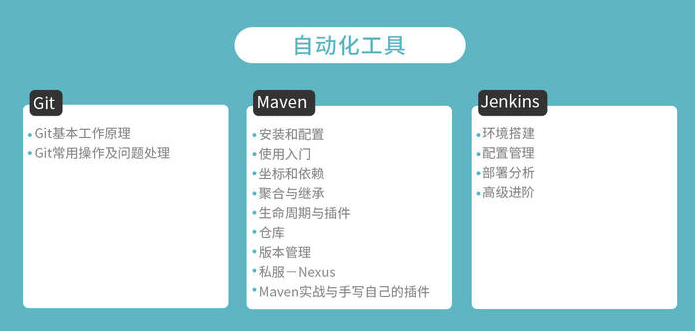 自动化工具
Git
Git基本工作原理
Git常用操作及问题处理
Maven
安装和配置
使用入门
坐标和依赖
聚合与继承
生命周期与插件
仓库
版本管理
私服－Nexus
Maven实战与手写自己的插件
Jenkins
环境搭建
配置管理
部署分析
高级进阶